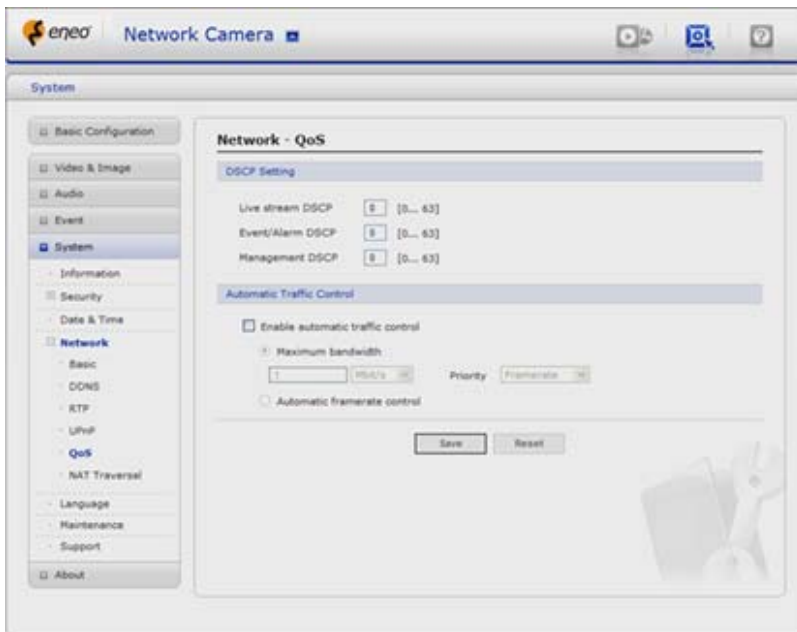 eneo Network Camera
System
Basic Configuration
Video & Image
Audio
Event
System
Information
Security
Date & Time
Network
Basic
DDNS
RTP
UPnP
QoS
NAT Traversal
Language
Maintenance
Support
About
Network - QoS
DSCP Setting
Live stream DSCP 0 [0... 63]
Event/Alarm DSCP 0 [0... 63]
Management DSCP 0 [0... 63]
Automatic Traffic Control
Enable automatic traffic control
Maximum bandwidth
1 Mbit/s Priority Framerate
Automatic framerate control
Save Reset